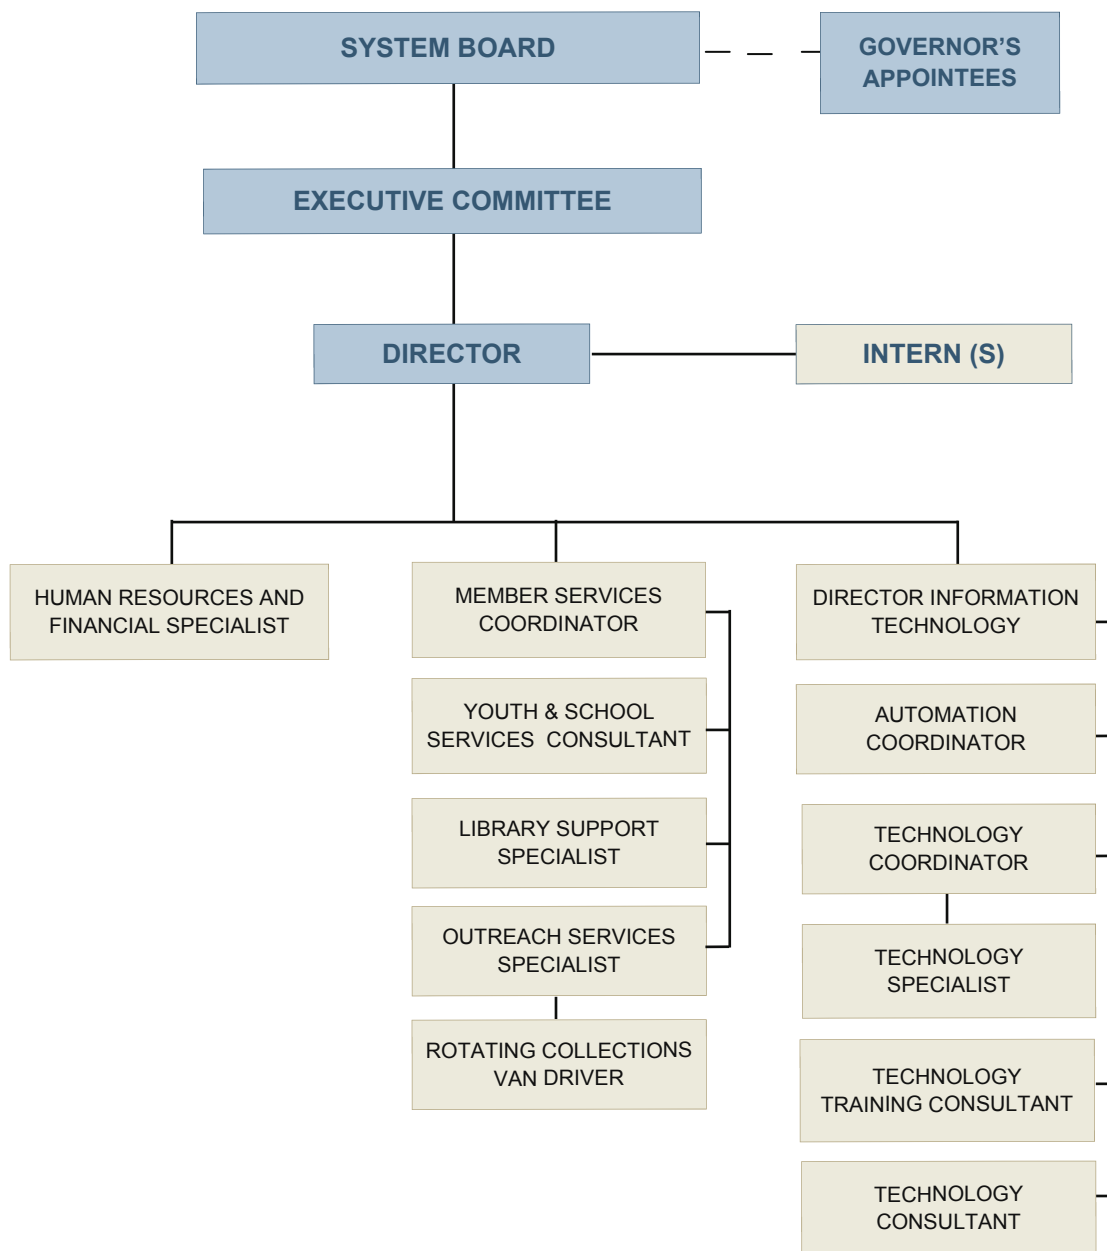 SYSTEM BOARD
GOVERNOR’S
APPOINTEES
EXECUTIVE COMMITTEE
DIRECTOR
INTERN (S)
HUMAN RESOURCES AND
FINANCIAL SPECIALIST
MEMBER SERVICES
COORDINATOR
YOUTH & SCHOOL
SERVICES CONSULTANT
LIBRARY SUPPORT
SPECIALIST
OUTREACH SERVICES
SPECIALIST
ROTATING COLLECTIONS
VAN DRIVER
DIRECTOR INFORMATION
TECHNOLOGY
AUTOMATION
COORDINATOR
TECHNOLOGY
COORDINATOR
TECHNOLOGY
SPECIALIST
TECHNOLOGY
TRAINING CONSULTANT
TECHNOLOGY
CONSULTANT